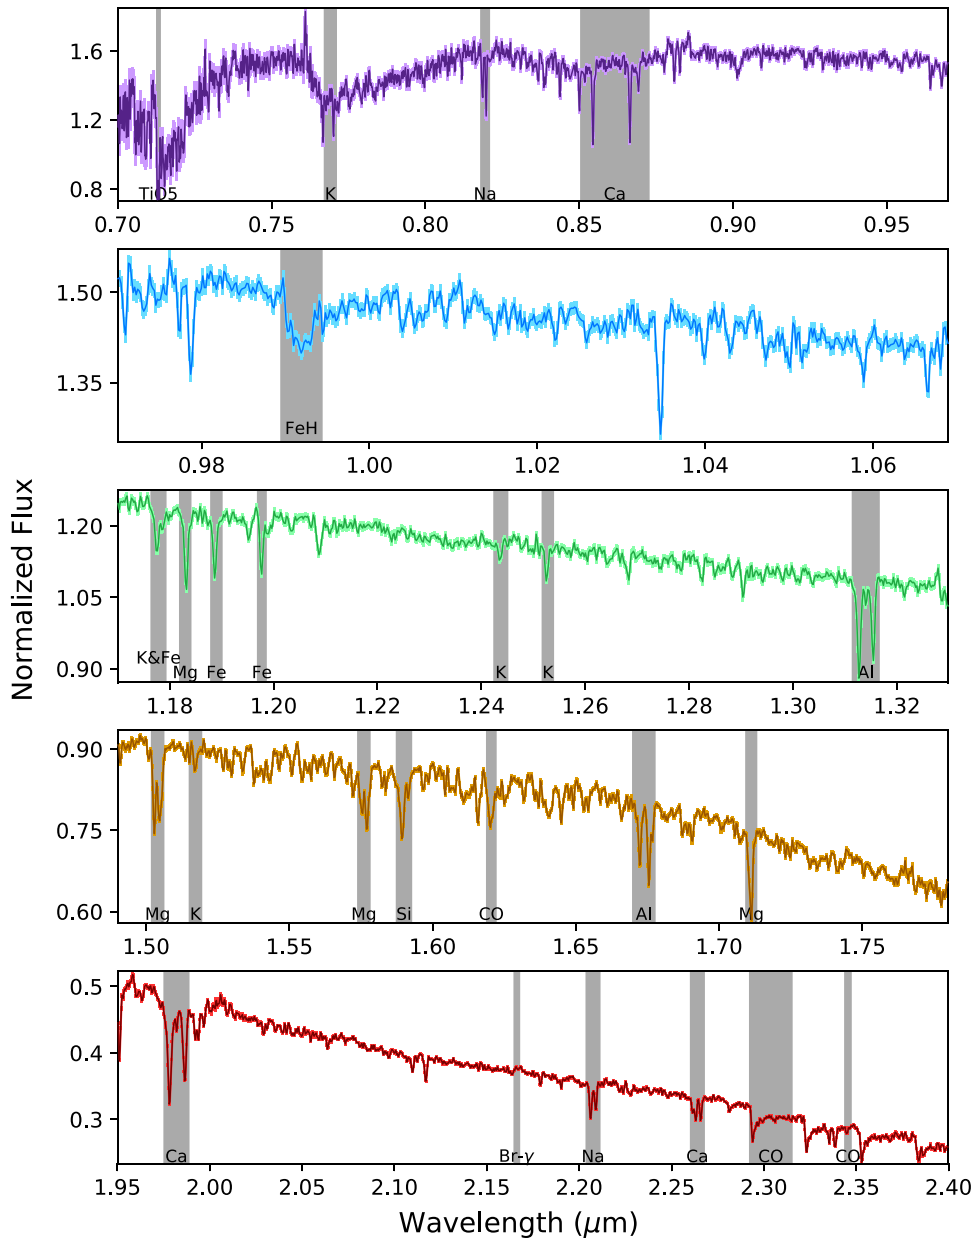 1.6
1.2
0.8
TiO5 K Na Ca
0.70 0.75 0.80 0.85 0.90 0.95
1.50
1.35
FeH
0.98 1.00 1.02 1.04 1.06
Normalized Flux
1.20
1.05
0.90
K&Fe Mg Fe Fe K K Al
1.18 1.20 1.22 1.24 1.26 1.28 1.30 1.32
0.90
0.75
0.60
Mg K Mg Si CO Al Mg
1.50 1.55 1.60 1.65 1.70 1.75
0.5
0.4
0.3
Ca Br-γ Na Ca CO CO
1.95 2.00 2.05 2.10 2.15 2.20 2.25 2.30 2.35 2.40
Wavelength (μm)